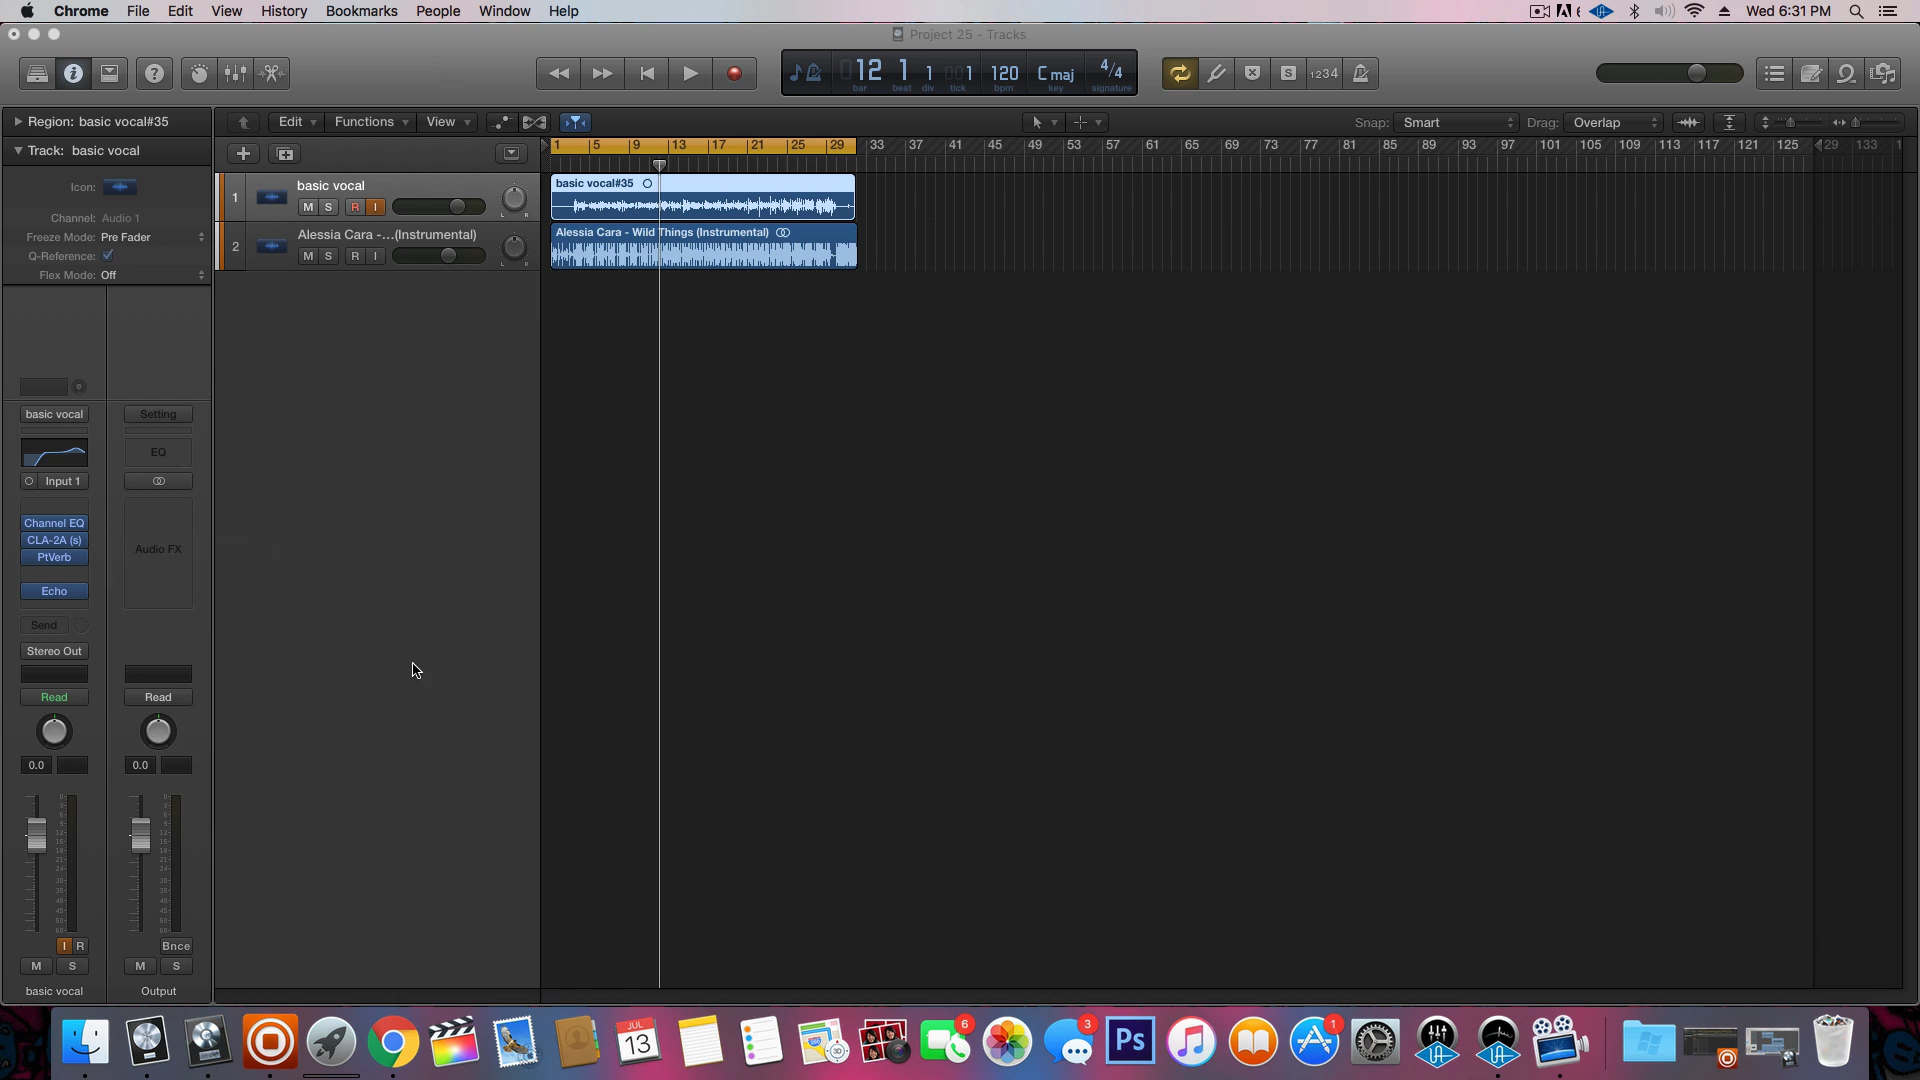 Chrome File Edit View History Bookmarks People Window Help
Wed 6:31 PM
Project 25 - Tracks
12 1 1 001 120 C maj 4/4
bar beat div tick bpm key signature
S 1234
Region: basic vocal#35
Edit Functions View
Snap: Smart Drag: Overlap
Track: basic vocal
1 5 9 13 17 21 25 29 33 37 41 45 49 53 57 61 65 69 73 77 81 85 89 93 97 101 105 109 113 117 121 125 29 133 1
Icon:
1 basic vocal
M S R I
L R
basic vocal#35
Channel: Audio 1
Freeze Mode: Pre Fader
Q-Reference:
Flex Mode: Off
2 Alessia Cara -...(Instrumental)
M S R I
L R
Alessia Cara - Wild Things (Instrumental)
basic vocal Setting
EQ
Input 1
Channel EQ
CLA-2A (s)
PtVerb
Audio FX
Echo
Send
Stereo Out
Read Read
0.0 0.0
I R Bnce
M S M S
basic vocal Output
JUL
13
30
6
3
Ps
1